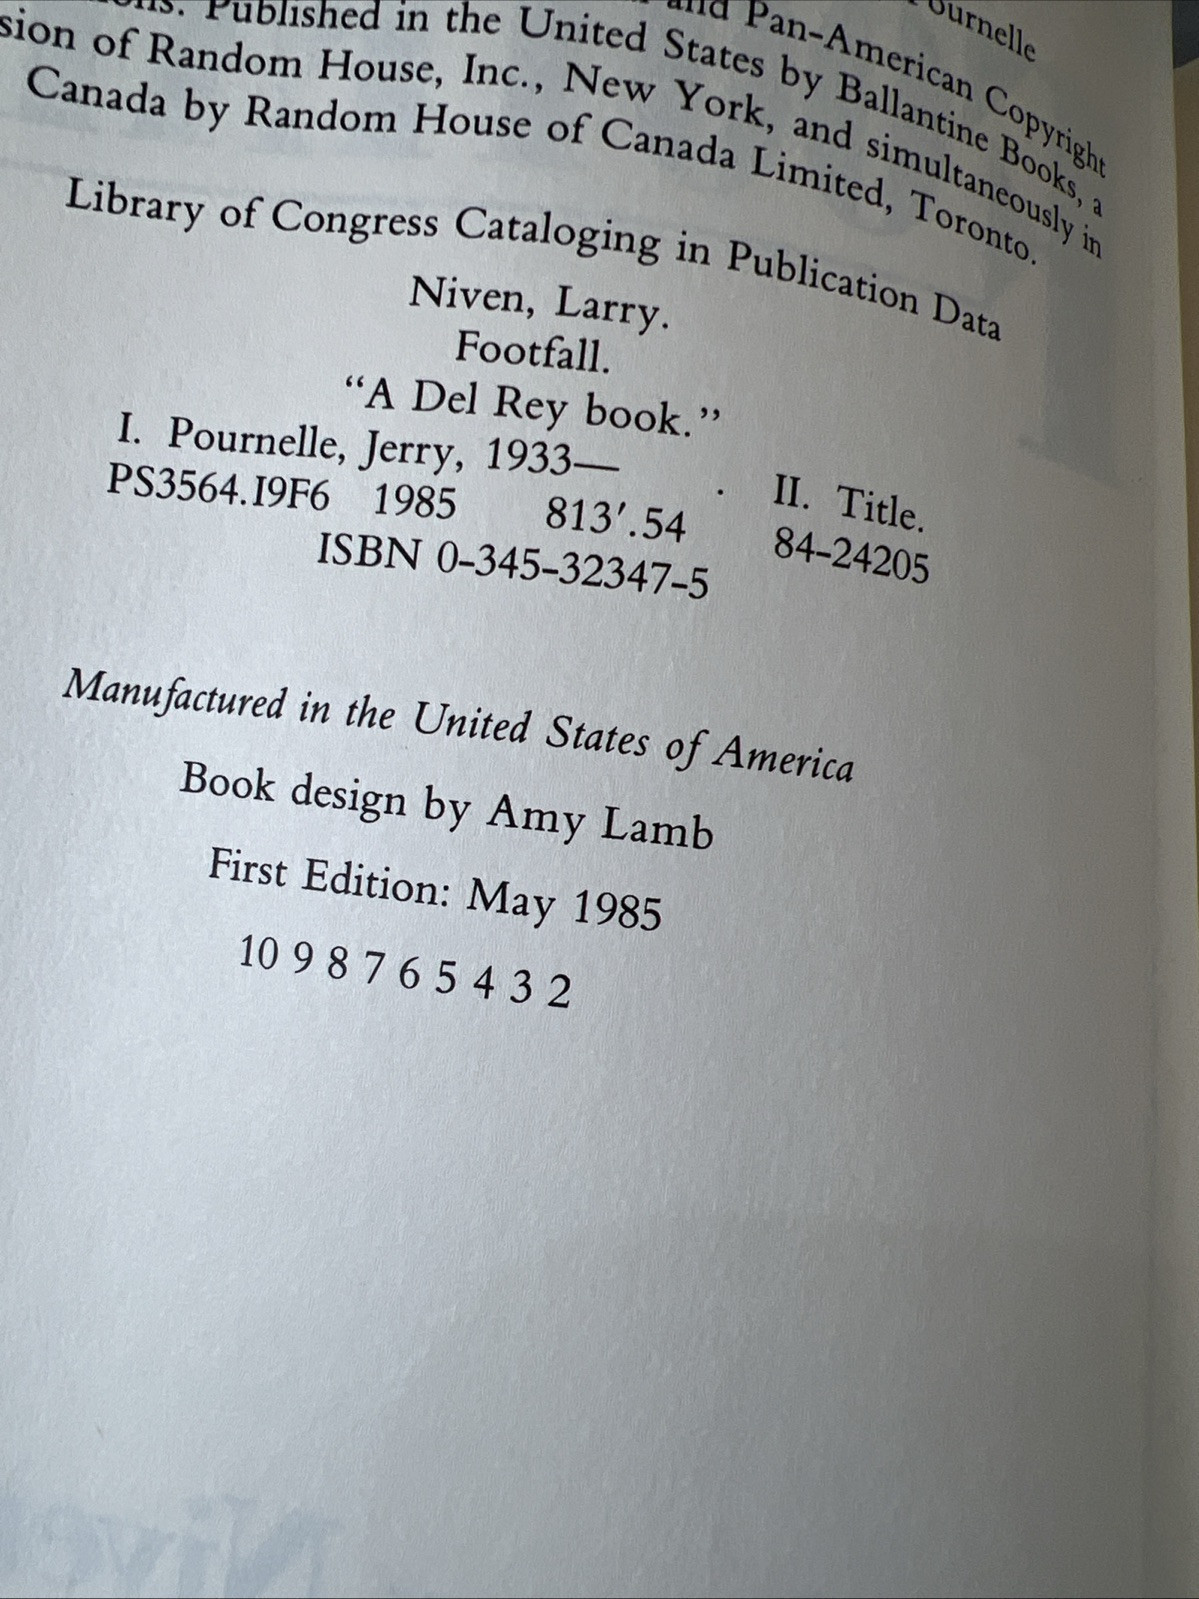 Pournelle
and Pan-American Copyright
Published in the United States by Ballantine Books, a
sion of Random House, Inc., New York, and simultaneously in
Canada by Random House of Canada Limited, Toronto.
Library of Congress Cataloging in Publication Data
Niven, Larry.
Footfall.
“A Del Rey book.”
I. Pournelle, Jerry, 1933— . II. Title.
PS3564.I9F6 1985 813′.54 84-24205
ISBN 0-345-32347-5
Manufactured in the United States of America
Book design by Amy Lamb
First Edition: May 1985
10 9 8 7 6 5 4 3 2